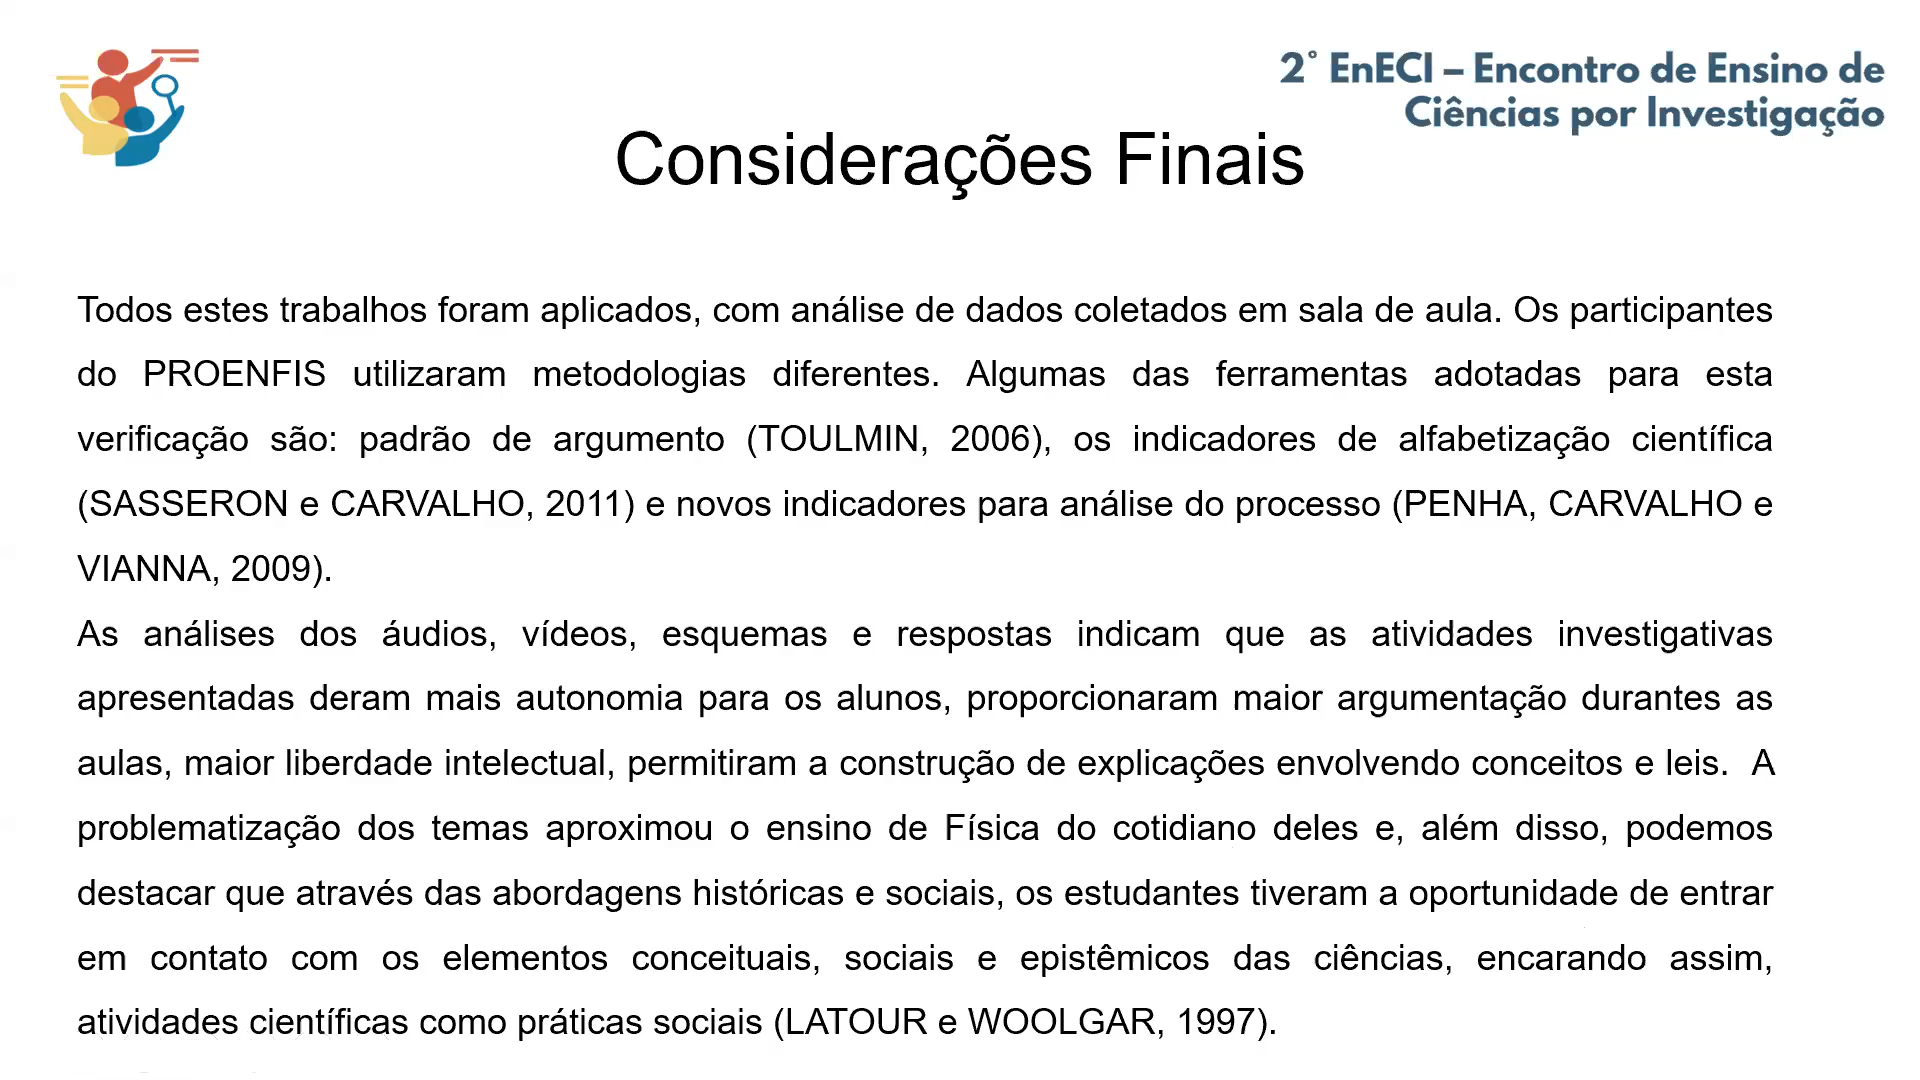 2° EnECI – Encontro de Ensino de
Ciências por Investigação
Considerações Finais
Todos estes trabalhos foram aplicados, com análise de dados coletados em sala de aula. Os participantes
do PROENFIS utilizaram metodologias diferentes. Algumas das ferramentas adotadas para esta
verificação são: padrão de argumento (TOULMIN, 2006), os indicadores de alfabetização científica
(SASSERON e CARVALHO, 2011) e novos indicadores para análise do processo (PENHA, CARVALHO e
VIANNA, 2009).
As análises dos áudios, vídeos, esquemas e respostas indicam que as atividades investigativas
apresentadas deram mais autonomia para os alunos, proporcionaram maior argumentação durantes as
aulas, maior liberdade intelectual, permitiram a construção de explicações envolvendo conceitos e leis. A
problematização dos temas aproximou o ensino de Física do cotidiano deles e, além disso, podemos
destacar que através das abordagens históricas e sociais, os estudantes tiveram a oportunidade de entrar
em contato com os elementos conceituais, sociais e epistêmicos das ciências, encarando assim,
atividades científicas como práticas sociais (LATOUR e WOOLGAR, 1997).